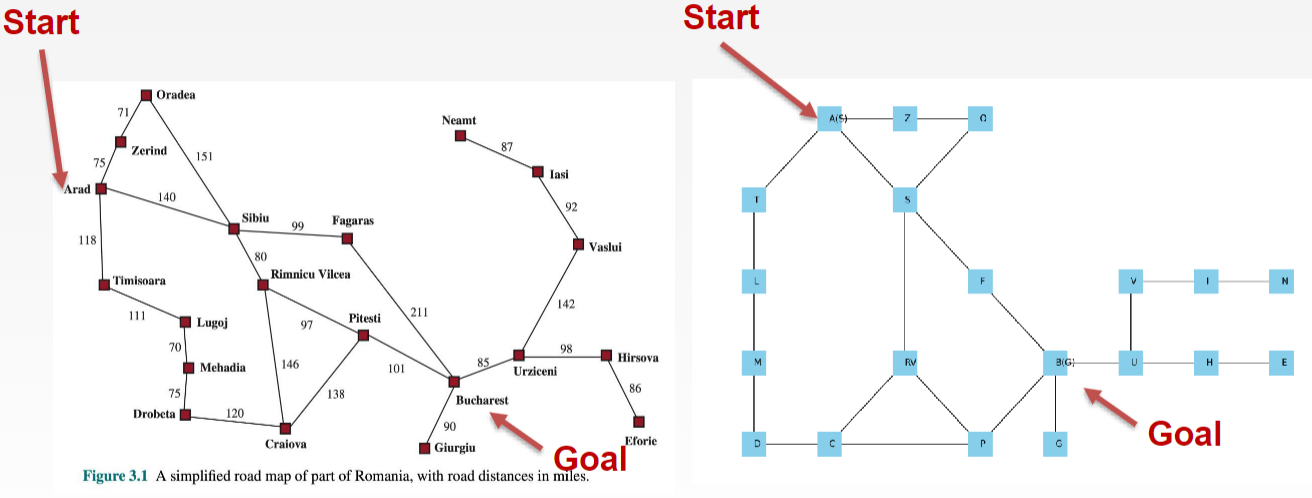 Start
Oradea
71
Zerind
151
75
Arad
140
118
Sibiu
99
Fagaras
80
Rimnicu Vilcea
Timisoara
111
Lugoj
70
Mehadia
75
Drobeta
120
Craiova
146
97
Pitesti
138
211
101
Neamt
87
Iasi
92
Vaslui
142
98
Hirsova
85
Urziceni
86
Bucharest
90
Giurgiu
Eforie
Goal
Figure 3.1 A simplified road map of part of Romania, with road distances in miles.
Start
A(S) Z O
T S
L F V I N
M RV B(G) U H E
D C P G
Goal